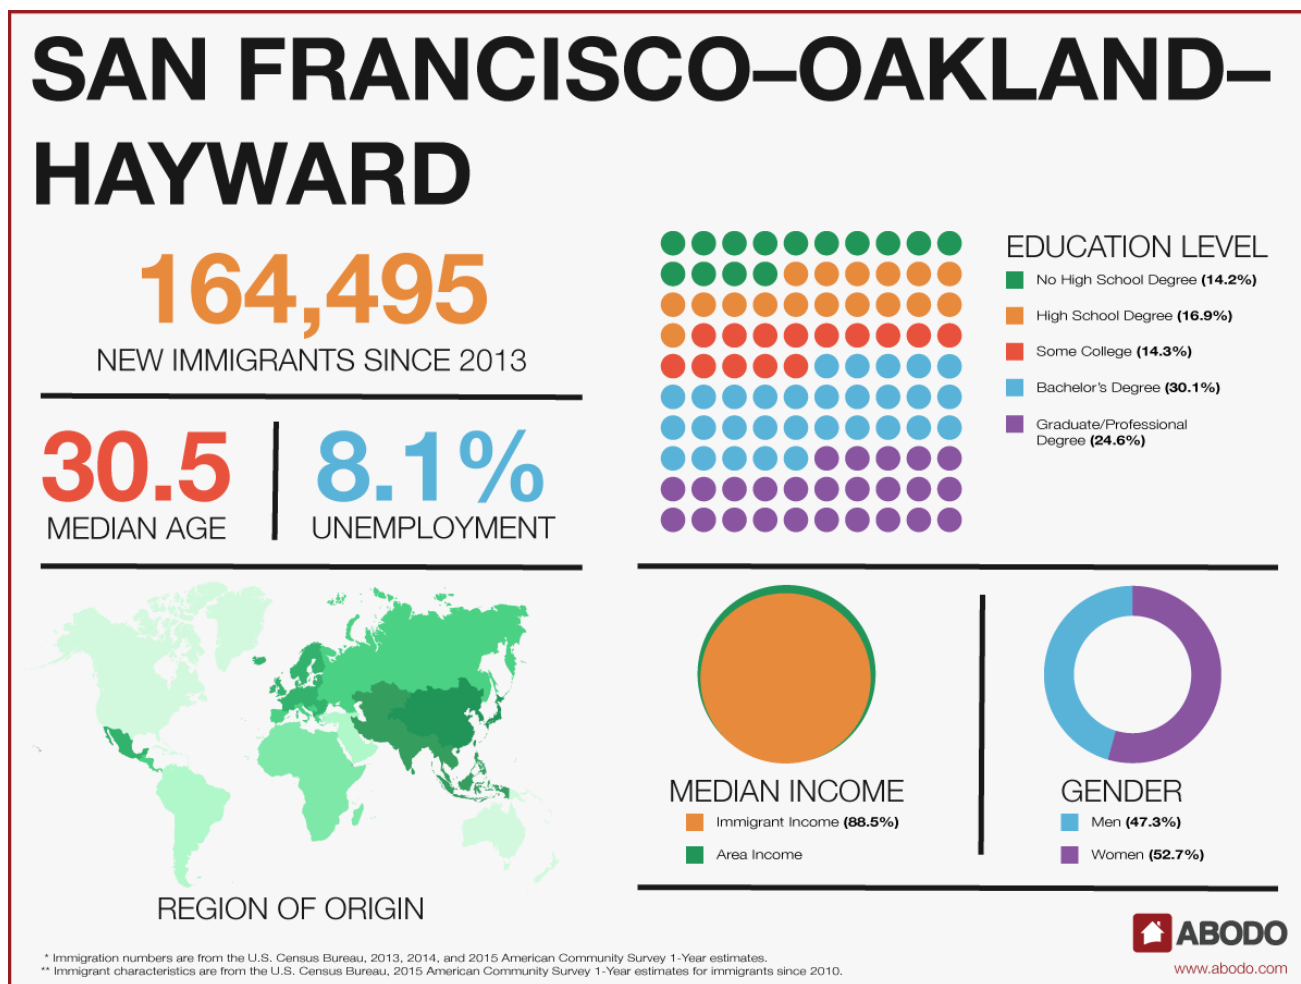 SAN FRANCISCO–OAKLAND–
HAYWARD
164,495
NEW IMMIGRANTS SINCE 2013
30.5
MEDIAN AGE
8.1%
UNEMPLOYMENT
EDUCATION LEVEL
No High School Degree (14.2%)
High School Degree (16.9%)
Some College (14.3%)
Bachelor's Degree (30.1%)
Graduate/Professional
Degree (24.6%)
REGION OF ORIGIN
MEDIAN INCOME
Immigrant Income (88.5%)
Area Income
GENDER
Men (47.3%)
Women (52.7%)
* Immigration numbers are from the U.S. Census Bureau, 2013, 2014, and 2015 American Community Survey 1-Year estimates.
** Immigrant characteristics are from the U.S. Census Bureau, 2015 American Community Survey 1-Year estimates for immigrants since 2010.
ABODO
www.abodo.com